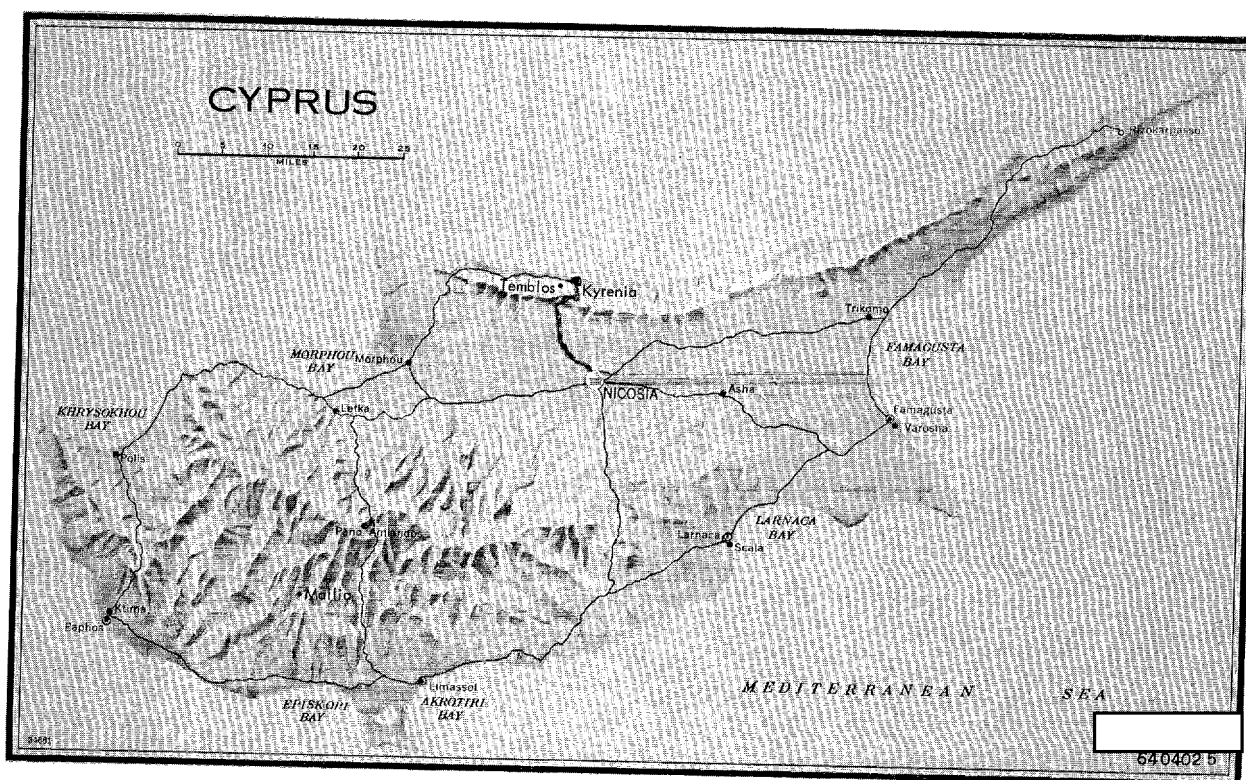 CYPRUS
0 5 10 15 20 25
MILES
Rizokarpasso
Temblos
Kyrenia
Trikomo
MORPHOU
BAY
Morphou
FAMAGUSTA
BAY
NICOSIA
Asha
Lefka
KHRYSOKHOU
BAY
Famagusta
Varosha
Polis
Pano Amiandos
LARNACA
BAY
Larnaca
Scala
Mallia
Ktima
Paphos
Limassol
EPISKOPI
BAY
AKROTIRI
BAY
MEDITERRANEAN SEA
640402 5